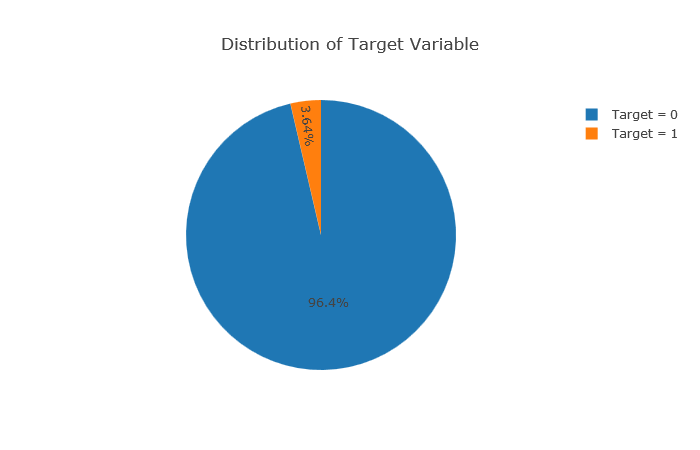 Distribution of Target Variable
Target = 0
Target = 1
3.64%
96.4%